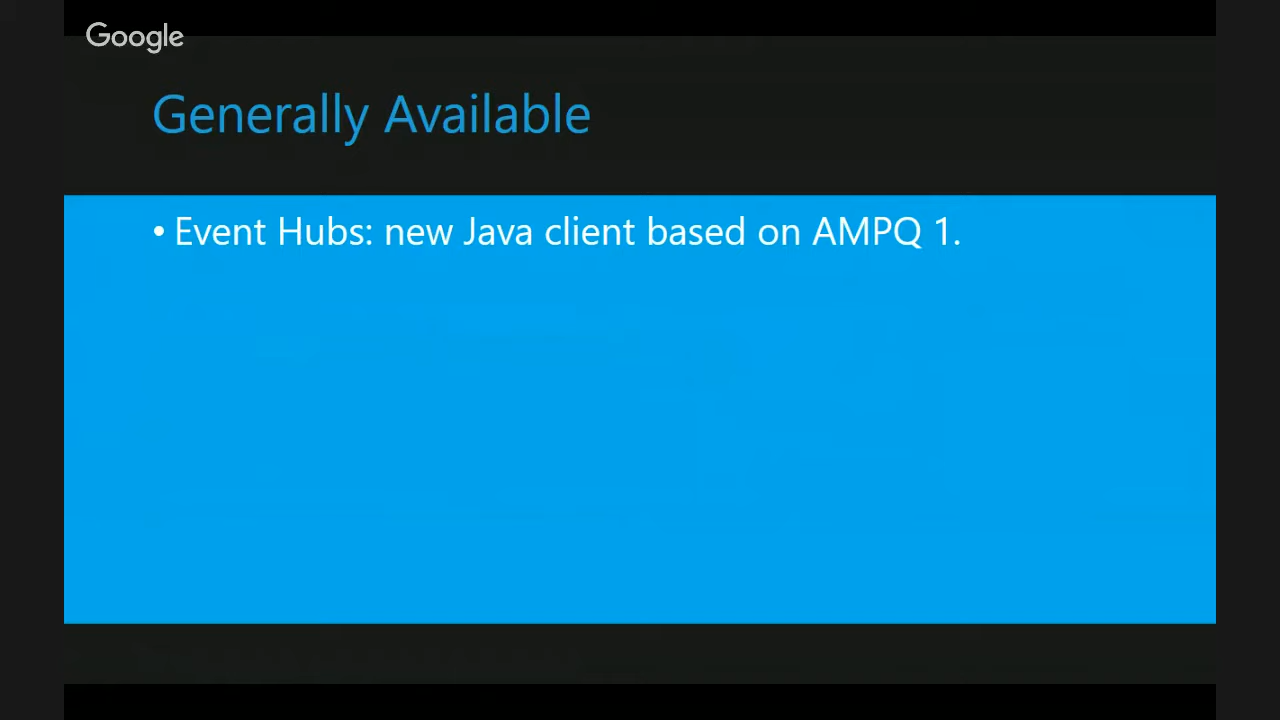 Google
Generally Available
• Event Hubs: new Java client based on AMPQ 1.